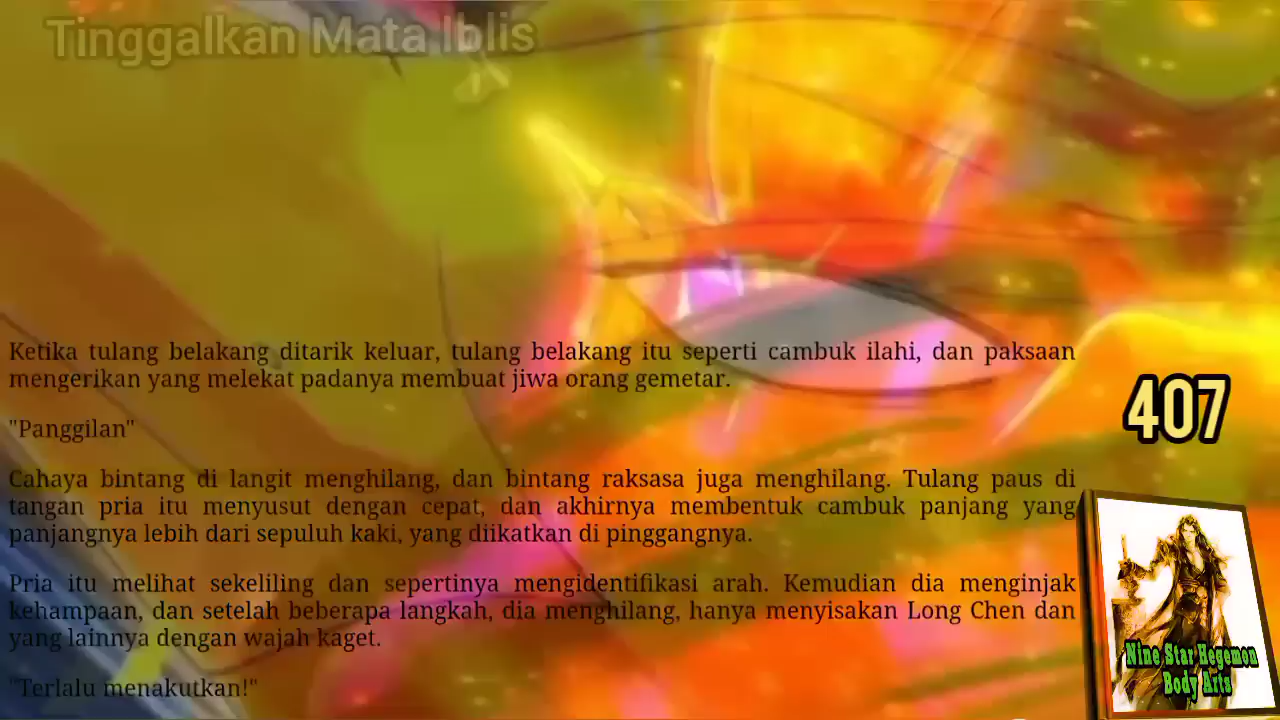 Tinggalkan Mata Iblis
Ketika tulang belakang ditarik keluar, tulang belakang itu seperti cambuk ilahi, dan paksaan
mengerikan yang melekat padanya membuat jiwa orang gemetar.
"Panggilan"
Cahaya bintang di langit menghilang, dan bintang raksasa juga menghilang. Tulang paus di
tangan pria itu menyusut dengan cepat, dan akhirnya membentuk cambuk panjang yang
panjangnya lebih dari sepuluh kaki, yang diikatkan di pinggangnya.
Pria itu melihat sekeliling dan sepertinya mengidentifikasi arah. Kemudian dia menginjak
kehampaan, dan setelah beberapa langkah, dia menghilang, hanya menyisakan Long Chen dan
yang lainnya dengan wajah kaget.
"Terlalu menakutkan!"
407
Nine Star Hegemon
Body Arts